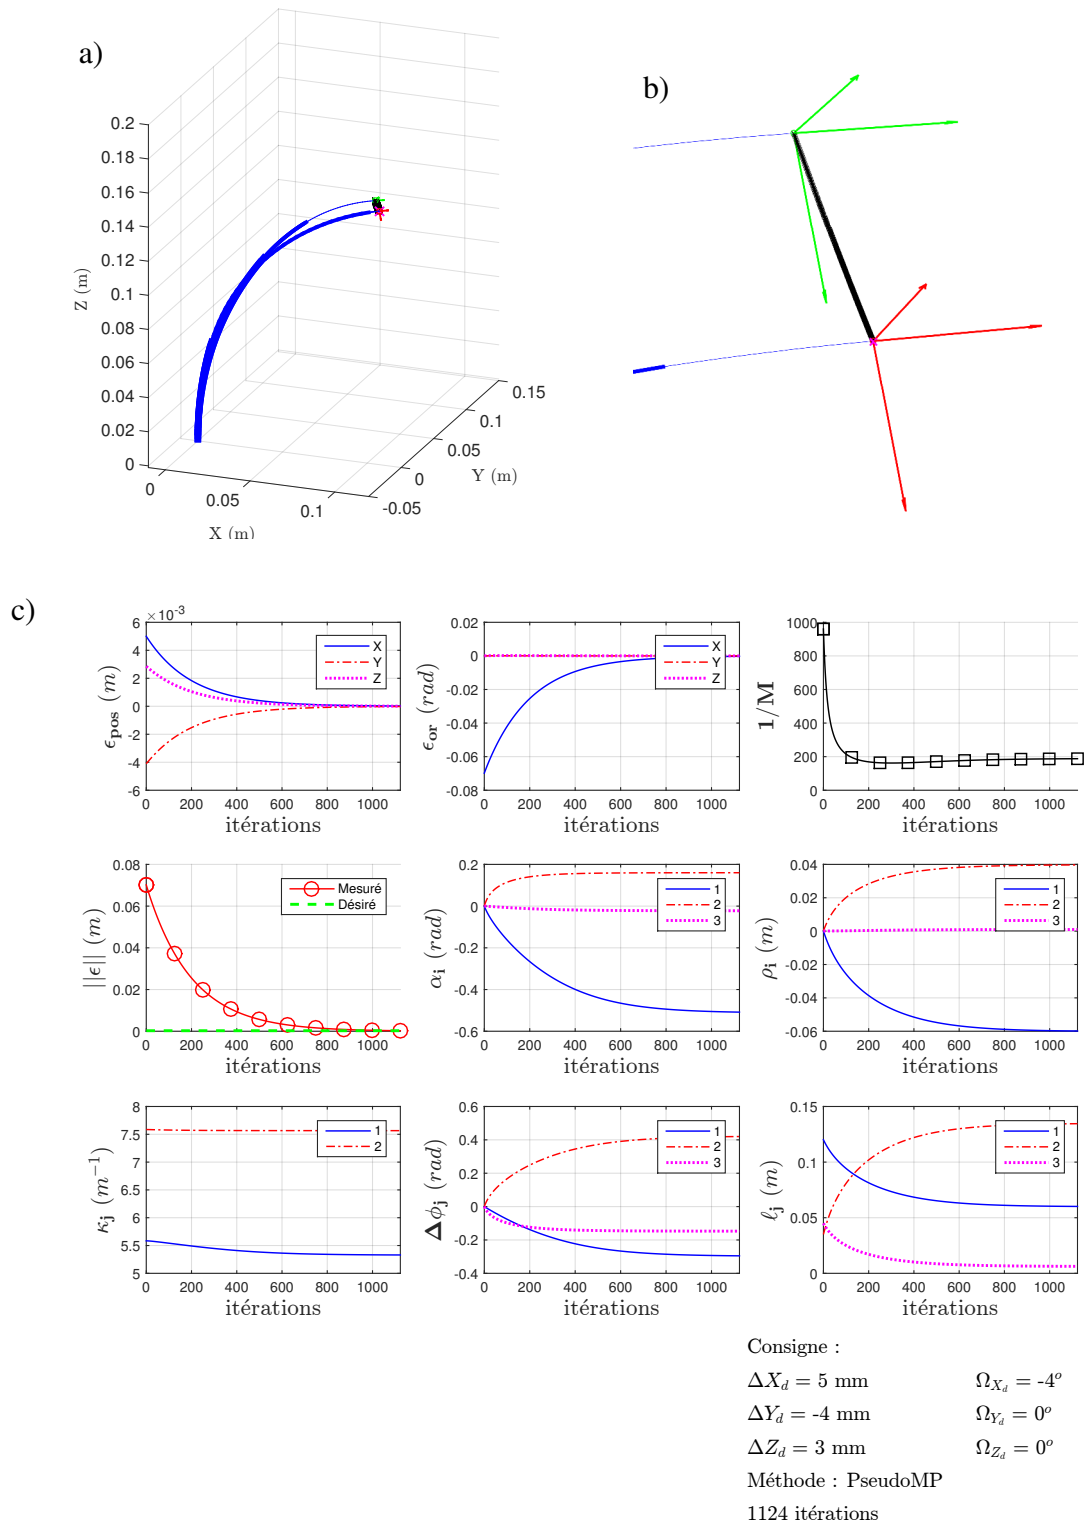 a)
0.2
0.18
0.16
0.14
0.12
0.1
0.08
0.06
0.04
0.02
0
Z (m)
0
0.05
0.1
X (m)
-0.05
0
0.05
0.1
0.15
Y (m)
b)
c)
×10⁻³
6
4
2
0
-2
-4
-6
ϵpos (m)
X
Y
Z
0 200 400 600 800 1000
itérations
0.02
0
-0.02
-0.04
-0.06
-0.08
ϵor (rad)
X
Y
Z
0 200 400 600 800 1000
itérations
1000
800
600
400
200
0
1/M
0 200 400 600 800 1000
itérations
0.08
0.06
0.04
0.02
0
||ϵ|| (m)
Mesuré
Désiré
0 200 400 600 800 1000
itérations
0.2
0
-0.2
-0.4
-0.6
αi (rad)
1
2
3
0 200 400 600 800 1000
itérations
0.04
0.02
0
-0.02
-0.04
-0.06
ρi (m)
1
2
3
0 200 400 600 800 1000
itérations
8
7.5
7
6.5
6
5.5
5
κj (m⁻¹)
1
2
0 200 400 600 800 1000
itérations
0.6
0.4
0.2
0
-0.2
-0.4
Δϕj (rad)
1
2
3
0 200 400 600 800 1000
itérations
0.15
0.1
0.05
0
ℓj (m)
1
2
3
0 200 400 600 800 1000
itérations
Consigne :
ΔXd = 5 mm ΩXd = -4º
ΔYd = -4 mm ΩYd = 0º
ΔZd = 3 mm ΩZd = 0º
Méthode : PseudoMP
1124 itérations